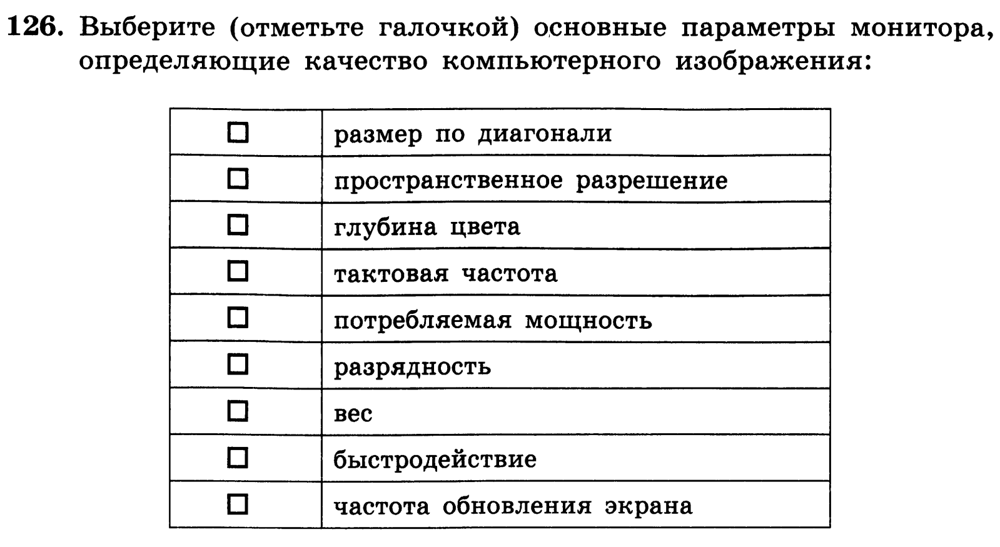 126. Выберите (отметьте галочкой) основные параметры монитора,
определяющие качество компьютерного изображения:
размер по диагонали
пространственное разрешение
глубина цвета
тактовая частота
потребляемая мощность
разрядность
вес
быстродействие
частота обновления экрана